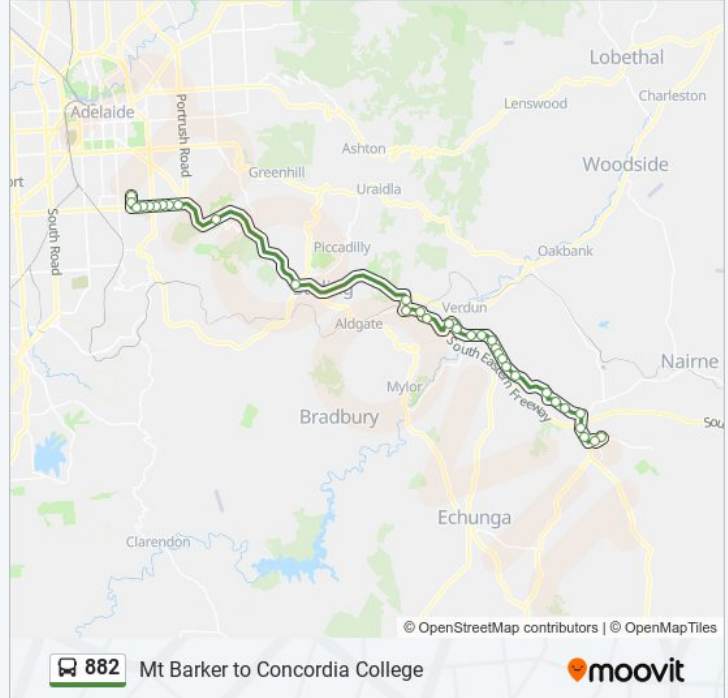 Lobethal
Adelaide
Portrush Road
Lenswood
Charleston
Ashton
Woodside
Greenhill
ort
Uraidla
South Road
Piccadilly
Oakbank
Verdun
Aldgate
South Eastern Freeway
Nairne
Mylor
Bradbury
Sou
Echunga
Clarendon
© OpenStreetMap contributors | © OpenMapTiles
882 Mt Barker to Concordia College
moovit